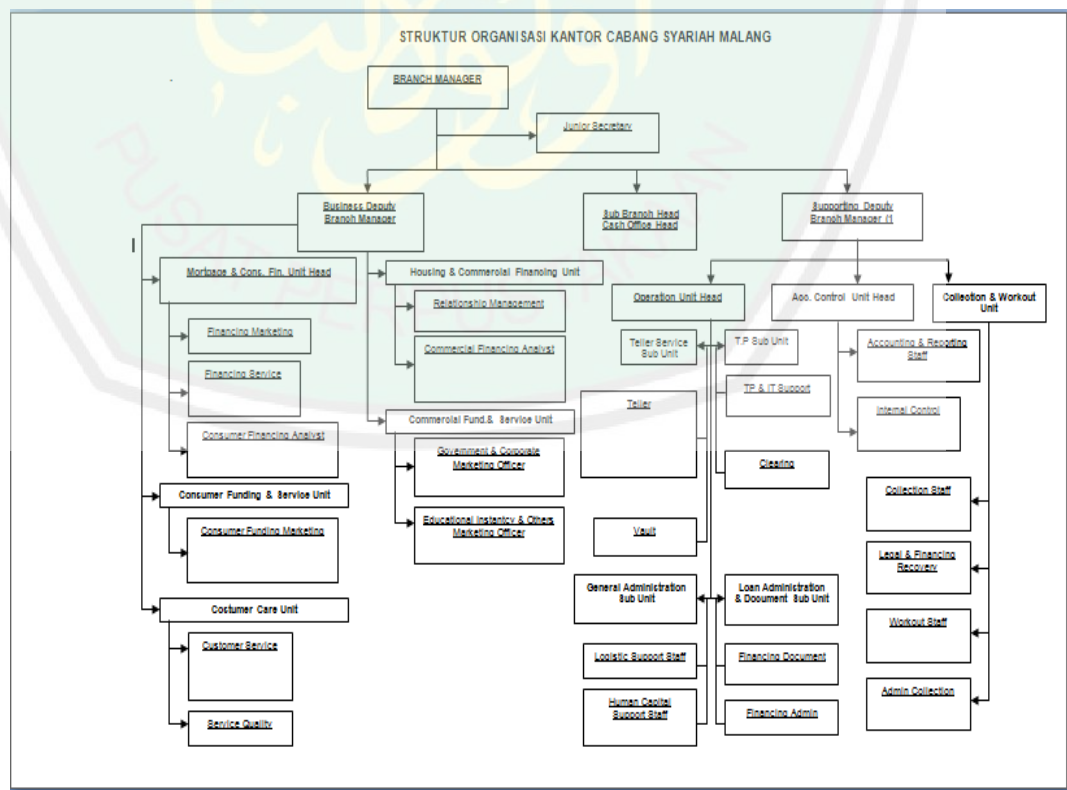 STRUKTUR ORGANISASI KANTOR CABANG SYARIAH MALANG
BRANCH MANAGER
Junior Secretary
Business Deputy
Branch Manager
Sub Branch Head
Cash Office Head
Supporting Deputy
Branch Manager (1
Mortpage & Cons. Fin. Unit Head
Financing Marketing
Financing Service
Consumer Financing Analyst
Consumer Funding & Service Unit
Consumer Funding Marketing
Costumer Care Unit
Customer Service
Service Quality
Housing & Commercial Financing Unit
Relationship Management
Commercial Financing Analyst
Commercial Fund.& Service Unit
Government & Corporate
Marketing Officer
Educational Instantcy & Others
Marketing Officer
Operation Unit Head
Teller Service
Sub Unit
T.P Sub Unit
TP & IT Support
Teller
Clearing
Vault
General Administration
Sub Unit
Loan Administration
& Document Sub Unit
Logistic Support Staff
Financing Document
Human Capital
Support Staff
Financing Admin
Acc. Control Unit Head
Accounting & Reporting
Staff
Internal Control
Collection & Workout
Unit
Collection Staff
Legal & Financing
Recovery
Workout Staff
Admin Collection
PUSAT PERPUSTAKAAN